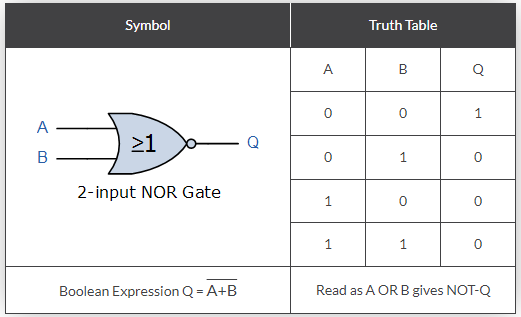 Symbol
Truth Table
A B Q
0 0 1
0 1 0
1 0 0
1 1 0
A
B
≥1
Q
2-input NOR Gate
Boolean Expression Q = A̅+̅B̅
Read as A OR B gives NOT-Q